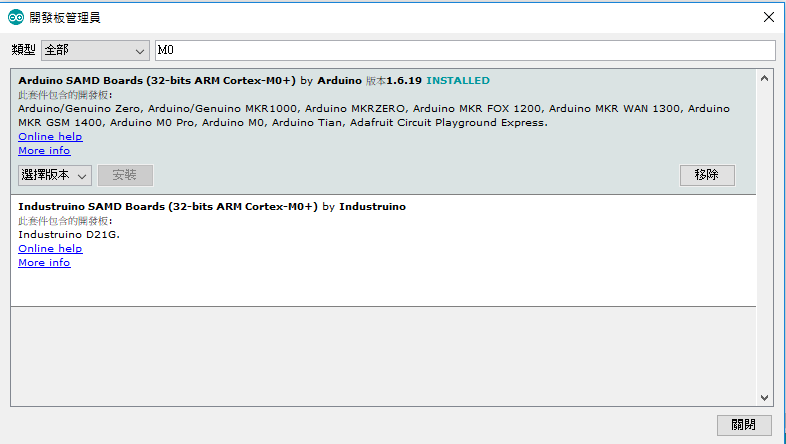 開發板管理員
類型 全部 M0
Arduino SAMD Boards (32-bits ARM Cortex-M0+) by Arduino 版本1.6.19 INSTALLED
此套件包含的開發板:
Arduino/Genuino Zero, Arduino/Genuino MKR1000, Arduino MKRZERO, Arduino MKR FOX 1200, Arduino MKR WAN 1300, Arduino
MKR GSM 1400, Arduino M0 Pro, Arduino M0, Arduino Tian, Adafruit Circuit Playground Express.
Online help
More info
選擇版本 安裝 移除
Industruino SAMD Boards (32-bits ARM Cortex-M0+) by Industruino
此套件包含的開發板:
Industruino D21G.
Online help
More info
關閉